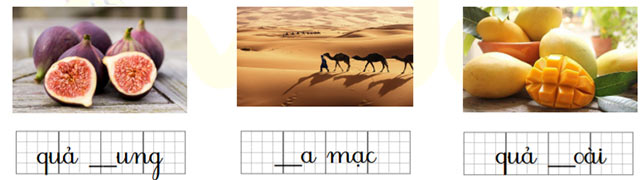 quả __ung
__a mạc
quả __oài